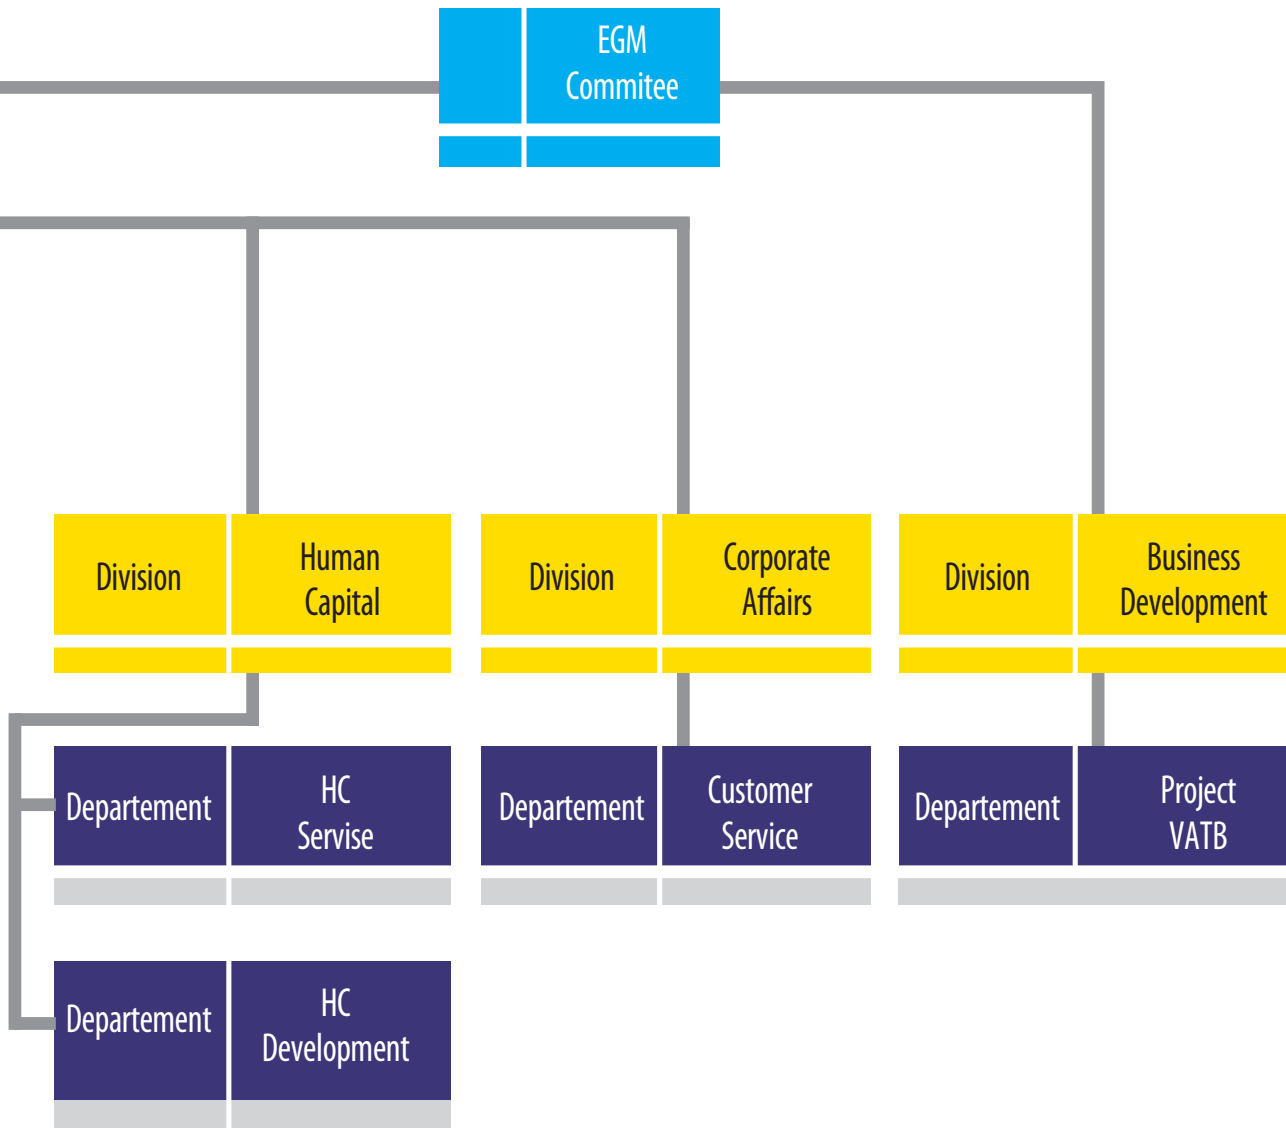 EGM
Commitee
Division
Human
Capital
Division
Corporate
Affairs
Division
Business
Development
Departement
HC
Servise
Departement
Customer
Service
Departement
Project
VATB
Departement
HC
Development